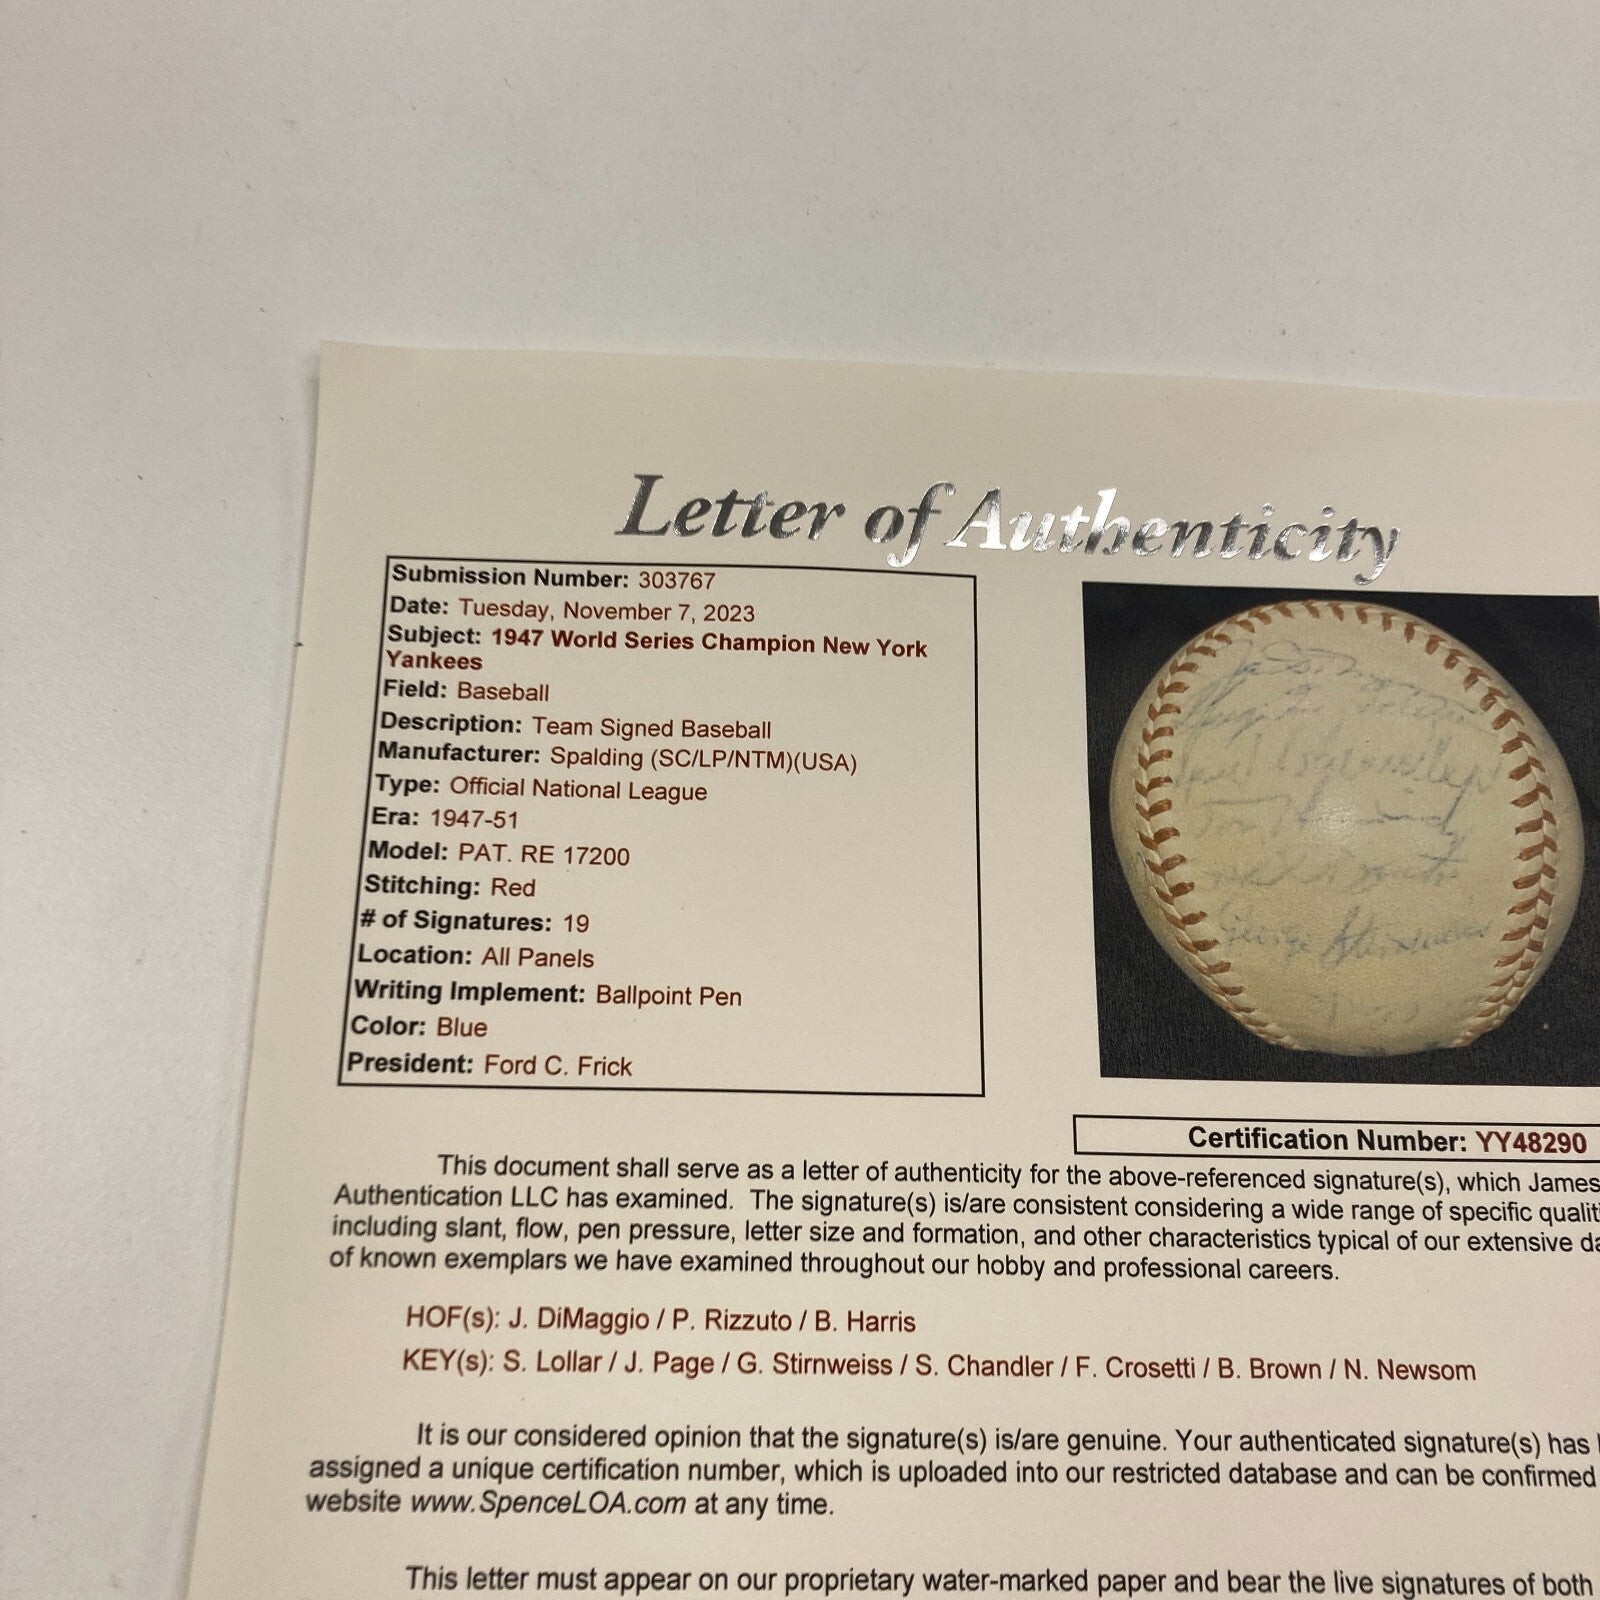 Letter of Authenticity
Submission Number: 303767
Date: Tuesday, November 7, 2023
Subject: 1947 World Series Champion New York
Yankees
Field: Baseball
Description: Team Signed Baseball
Manufacturer: Spalding (SC/LP/NTM)(USA)
Type: Official National League
Era: 1947-51
Model: PAT. RE 17200
Stitching: Red
# of Signatures: 19
Location: All Panels
Writing Implement: Ballpoint Pen
Color: Blue
President: Ford C. Frick
Certification Number: YY48290
This document shall serve as a letter of authenticity for the above-referenced signature(s), which James
Authentication LLC has examined. The signature(s) is/are consistent considering a wide range of specific qualit
including slant, flow, pen pressure, letter size and formation, and other characteristics typical of our extensive da
of known exemplars we have examined throughout our hobby and professional careers.
HOF(s): J. DiMaggio / P. Rizzuto / B. Harris
KEY(s): S. Lollar / J. Page / G. Stirnweiss / S. Chandler / F. Crosetti / B. Brown / N. Newsom
It is our considered opinion that the signature(s) is/are genuine. Your authenticated signature(s) has
assigned a unique certification number, which is uploaded into our restricted database and can be confirmed
website www.SpenceLOA.com at any time.
This letter must appear on our proprietary water-marked paper and bear the live signatures of both